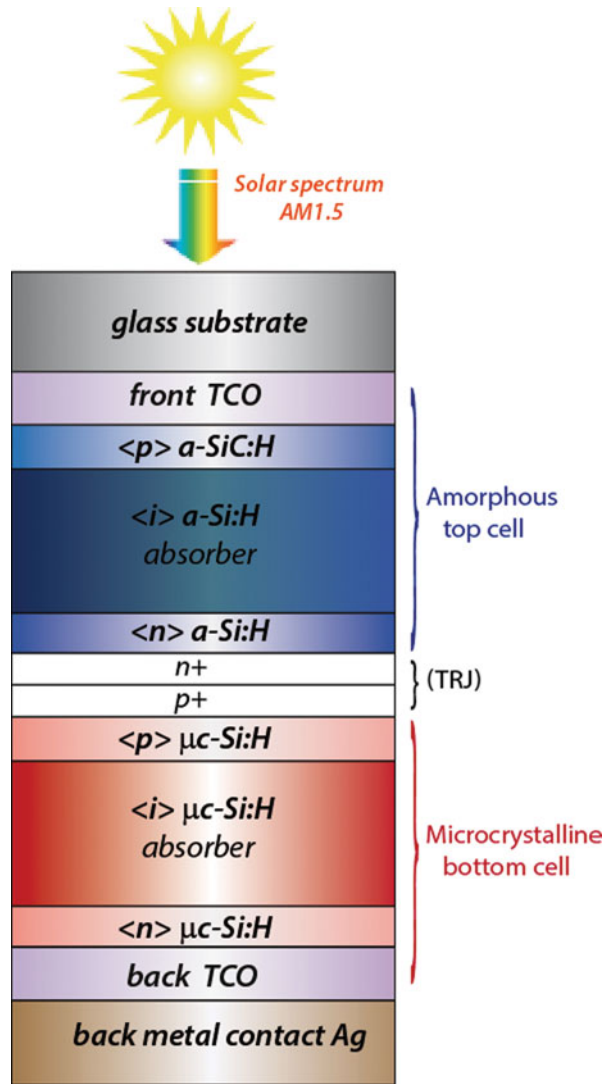 Solar spectrum
AM1.5
glass substrate
front TCO
<p> a-SiC:H
<i> a-Si:H
absorber
<n> a-Si:H
Amorphous
top cell
n+
p+
(TRJ)
<p> μc-Si:H
<i> μc-Si:H
absorber
<n> μc-Si:H
back TCO
Microcrystalline
bottom cell
back metal contact Ag